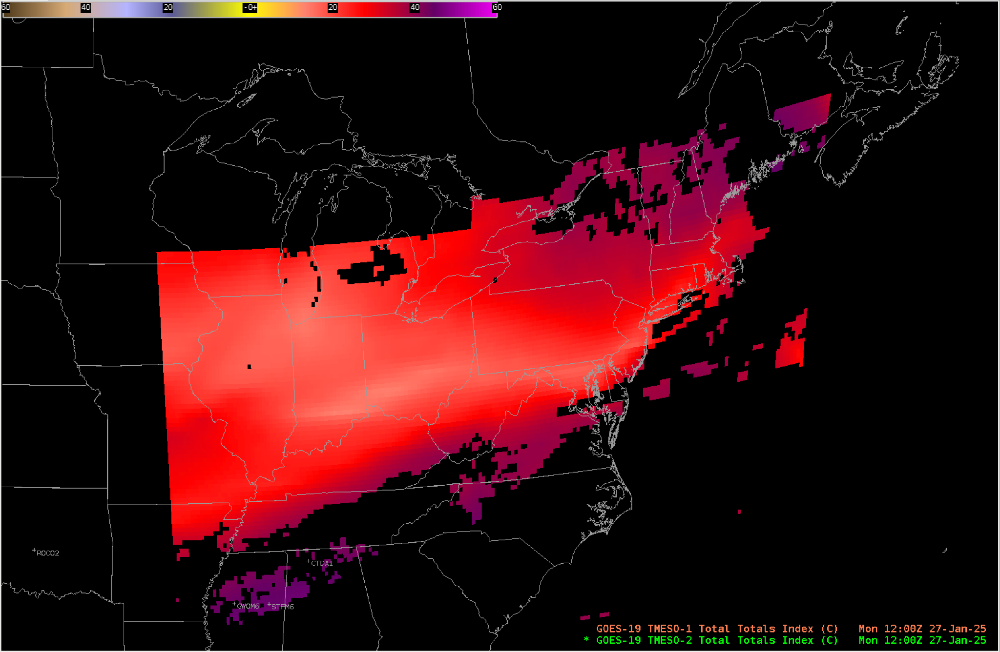 60 40 20 -0+ 20 40 60
+ROCO2
+CTDA1
+GWOM6 +STFM6
GOES-19 TMESO-1 Total Totals Index (C) Mon 12:00Z 27-Jan-25
* GOES-19 TMESO-2 Total Totals Index (C) Mon 12:00Z 27-Jan-25